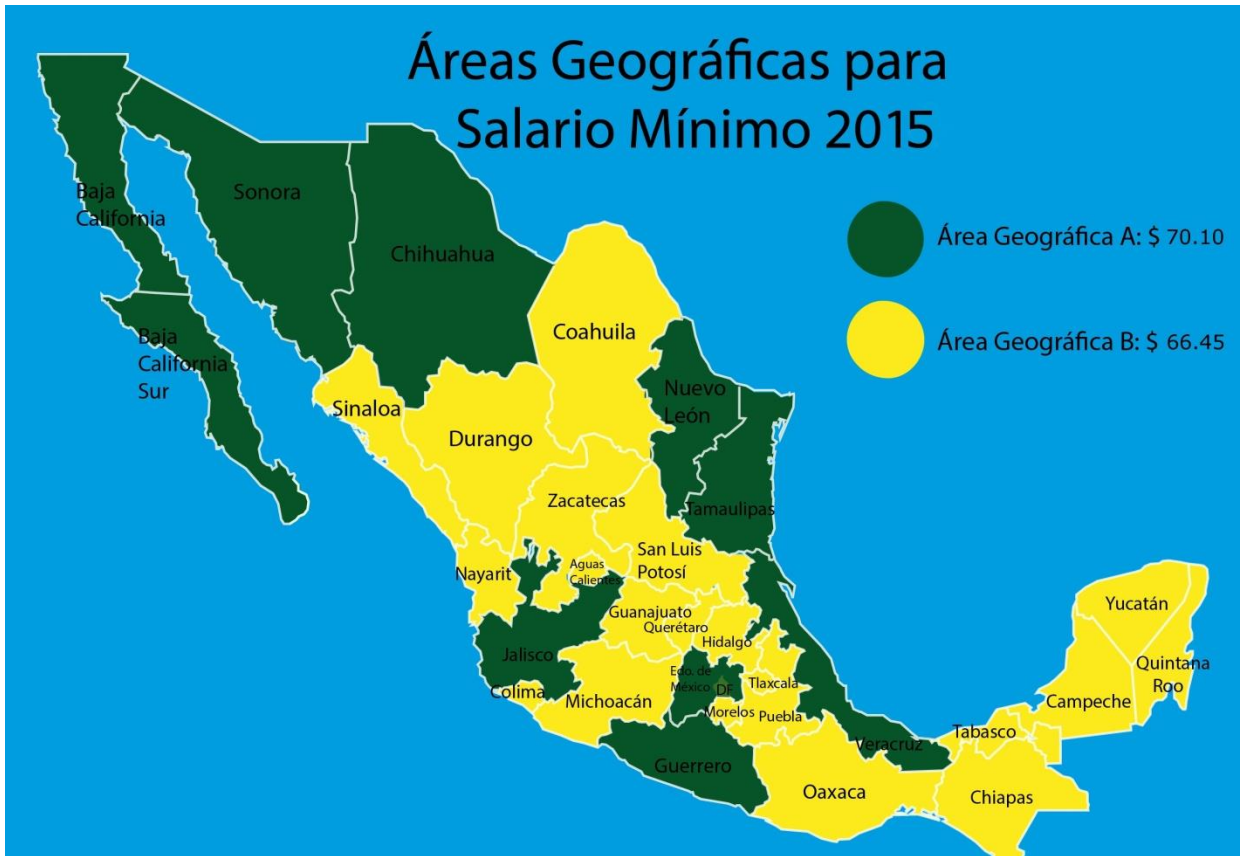 Áreas Geográficas para
Salario Mínimo 2015
Área Geográfica A: $ 70.10
Área Geográfica B: $ 66.45
Baja
California
Sonora
Chihuahua
Baja
California
Sur
Coahuila
Nuevo
León
Sinaloa
Durango
Tamaulipas
Zacatecas
San Luis
Potosí
Nayarit
Aguas
Calientes
Guanajuato
Querétaro
Hidalgo
Jalisco
Edo. de
México
DF
Tlaxcala
Colima
Michoacán
Morelos
Puebla
Yucatán
Quintana
Roo
Campeche
Tabasco
Veracruz
Guerrero
Oaxaca
Chiapas